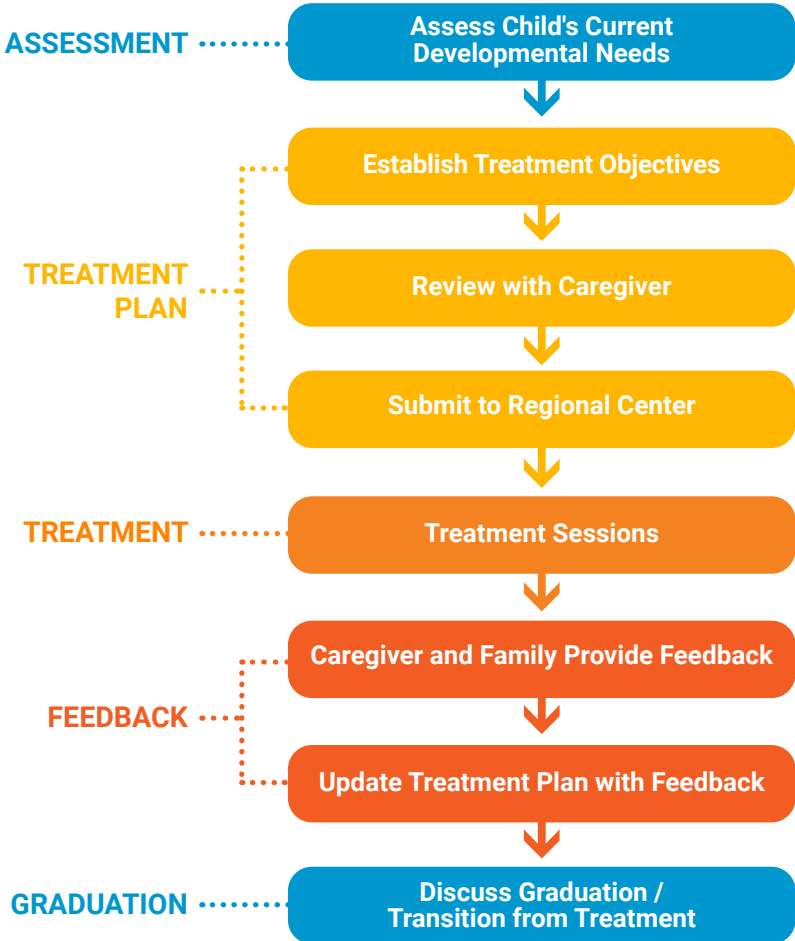 ASSESSMENT
Assess Child's Current
Developmental Needs
Establish Treatment Objectives
TREATMENT
PLAN
Review with Caregiver
Submit to Regional Center
TREATMENT
Treatment Sessions
Caregiver and Family Provide Feedback
FEEDBACK
Update Treatment Plan with Feedback
GRADUATION
Discuss Graduation /
Transition from Treatment